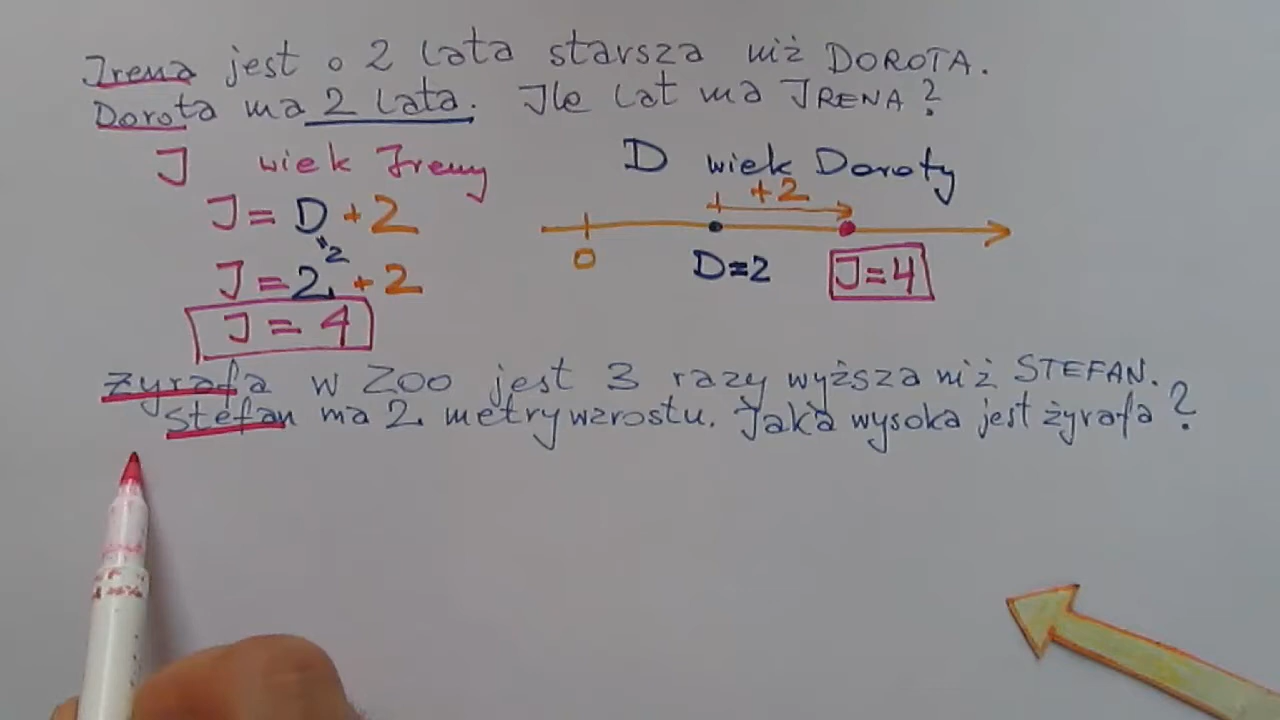 Irena jest o 2 lata starsza niż DOROTA.
Dorota ma 2 lata. Ile lat ma IRENA?
I wiek Ireny
D wiek Doroty
I = D + 2
"2
I = 2 + 2
I = 4
+2
0
D=2
I=4
żyrafa w ZOO jest 3 razy wyższa niż STEFAN.
Stefan ma 2 metry wzrostu. Jaka wysoka jest żyrafa?